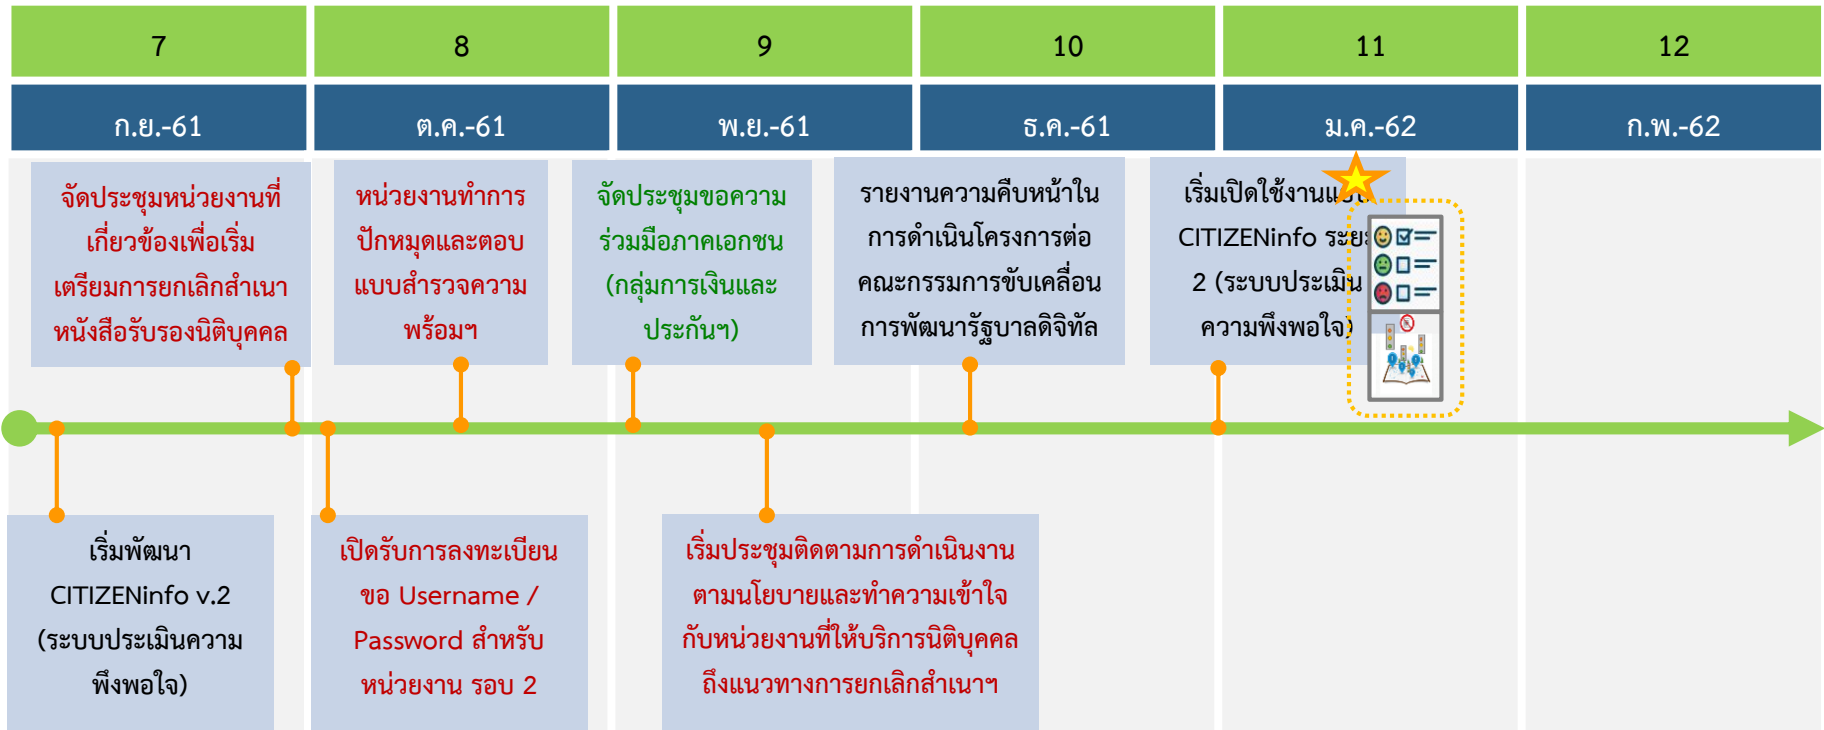 7
8
9
10
11
12
ก.ย.-61
ต.ค.-61
พ.ย.-61
ธ.ค.-61
ม.ค.-62
ก.พ.-62
จัดประชุมหน่วยงานที่
เกี่ยวข้องเพื่อเริ่ม
เตรียมการยกเลิกสำเนา
หนังสือรับรองนิติบุคคล
หน่วยงานทำการ
ปักหมุดและตอบ
แบบสำรวจความ
พร้อมฯ
จัดประชุมขอความ
ร่วมมือภาคเอกชน
(กลุ่มการเงินและ
ประกันฯ)
รายงานความคืบหน้าใน
การดำเนินโครงการต่อ
คณะกรรมการขับเคลื่อน
การพัฒนารัฐบาลดิจิทัล
เริ่มเปิดใช้งาน
CITIZENinfo ระยะ
2 (ระบบประเมิน
ความพึงพอใจ)
เริ่มพัฒนา
CITIZENinfo v.2
(ระบบประเมินความ
พึงพอใจ)
เปิดรับการลงทะเบียน
ขอ Username /
Password สำหรับ
หน่วยงาน รอบ 2
เริ่มประชุมติดตามการดำเนินงาน
ตามนโยบายและทำความเข้าใจ
กับหน่วยงานที่ให้บริการนิติบุคคล
ถึงแนวทางการยกเลิกสำเนาฯ